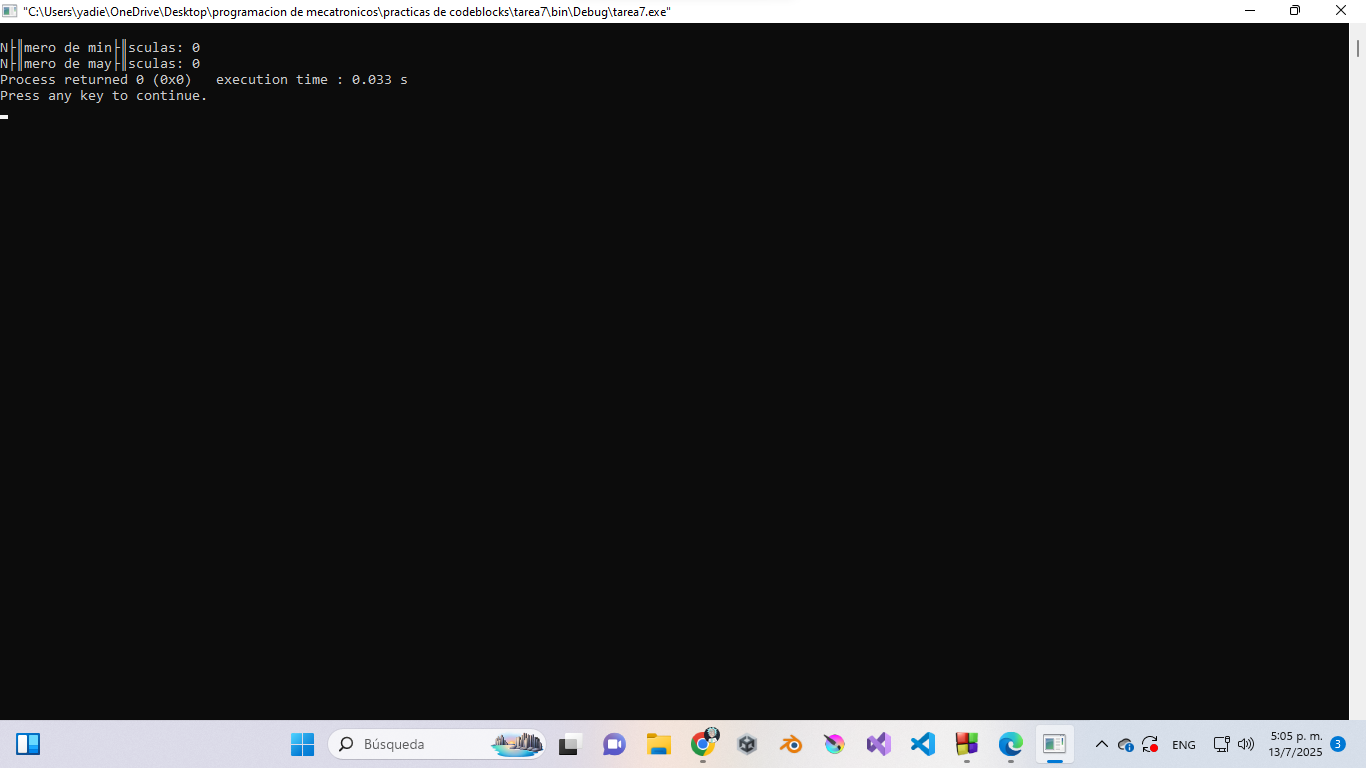 "C:\Users\yadie\OneDrive\Desktop\programacion de mecatronicos\practicas de codeblocks\tarea7\bin\Debug\tarea7.exe"
N├║mero de min├║sculas: 0
N├║mero de may├║sculas: 0
Process returned 0 (0x0)   execution time : 0.033 s
Press any key to continue.
Búsqueda
ENG
5:05 p. m.
13/7/2025
3